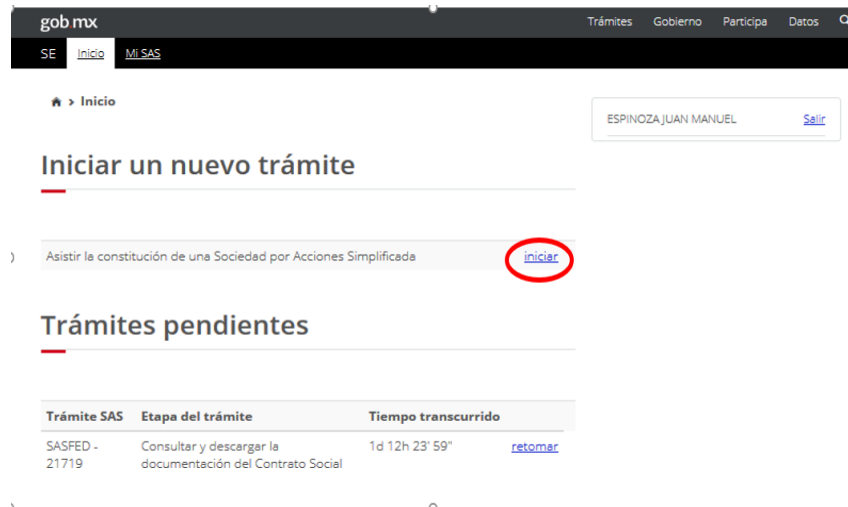 gob.mx Trámites Gobierno Participa Datos
SE Inicio Mi SAS
> Inicio
ESPINOZA JUAN MANUEL Salir
Iniciar un nuevo trámite
Asistir la constitución de una Sociedad por Acciones Simplificada iniciar
Trámites pendientes
Trámite SAS Etapa del trámite Tiempo transcurrido
SASFED - Consultar y descargar la 1d 12h 23' 59" retomar
21719 documentación del Contrato Social